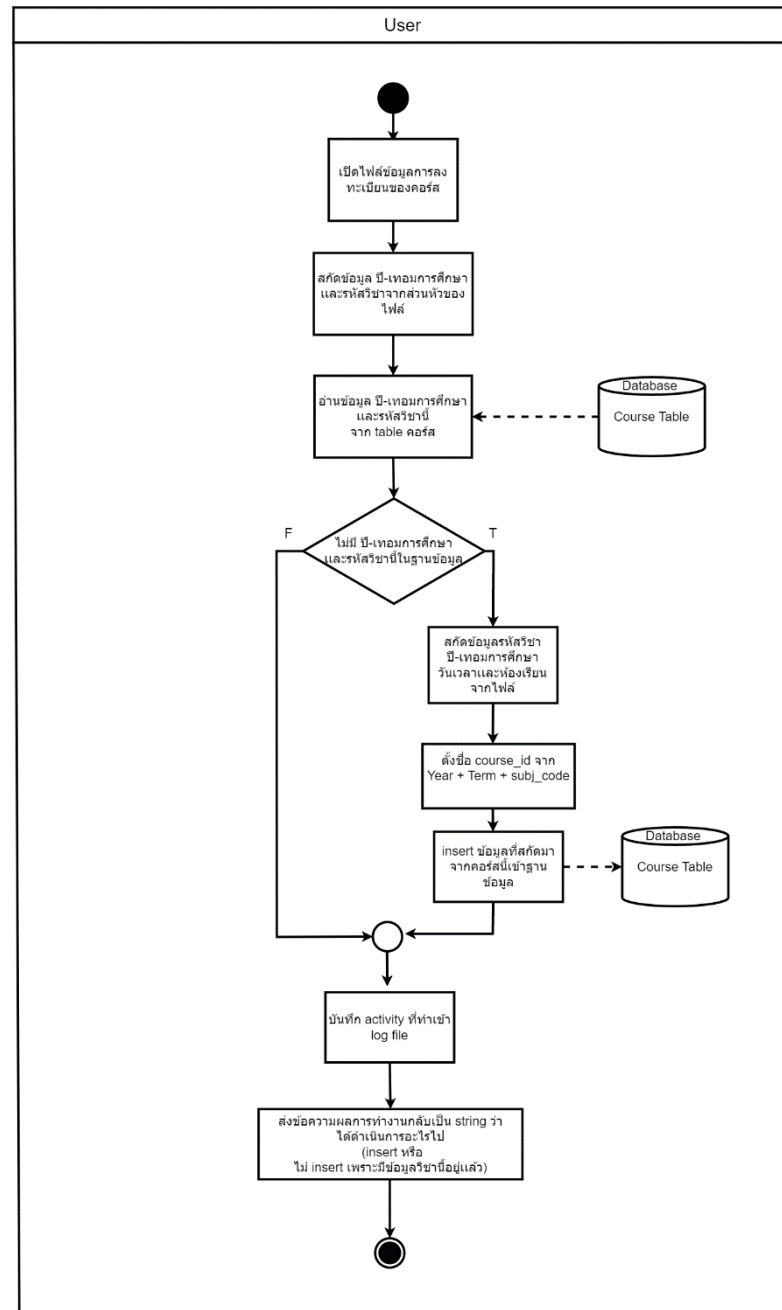 User
เปิดไฟล์ข้อมูลการลง
ทะเบียนของคอร์ส
สกัดข้อมูล ปี-เทอมการศึกษา
และรหัสวิชาจากส่วนหัวของ
ไฟล์
อ่านข้อมูล ปี-เทอมการศึกษา
และรหัสวิชานี้
จาก table คอร์ส
Database
Course Table
F
T
ไม่มี ปี-เทอมการศึกษา
และรหัสวิชานี้ในฐานข้อมูล
สกัดข้อมูลรหัสวิชา
ปี-เทอมการศึกษา
วันเวลาและห้องเรียน
จากไฟล์
ตั้งชื่อ course_id จาก
Year + Term + subj_code
insert ข้อมูลที่สกัดมา
จากคอร์สนี้เข้าฐาน
ข้อมูล
Database
Course Table
บันทึก activity ที่ทำเข้า
log file
ส่งข้อความผลการทำงานกลับเป็น string ว่า
ได้ดำเนินการอะไรไป
(insert หรือ
ไม่ insert เพราะมีข้อมูลวิชานี้อยู่แล้ว)